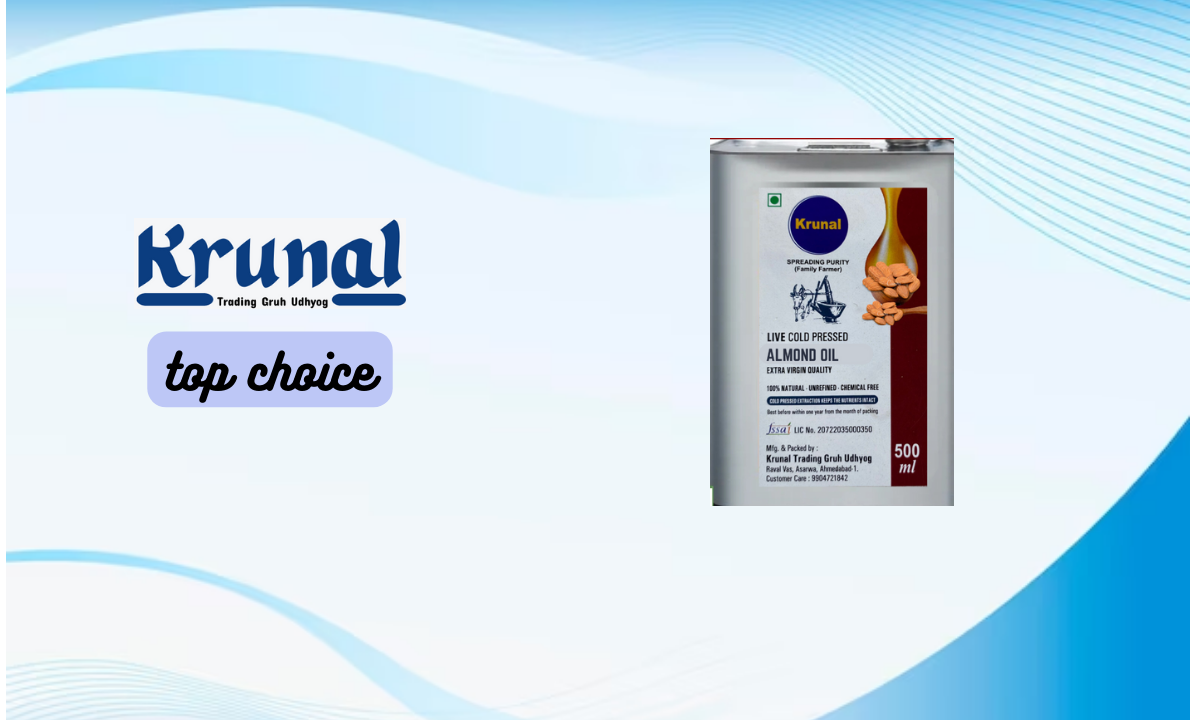 Krunal
Trading Gruh Udhyog
top choice
Krunal
SPREADING PURITY
(Family Farmer)
LIVE COLD PRESSED
ALMOND OIL
EXTRA VIRGIN QUALITY
100% NATURAL - UNREFINED - CHEMICAL FREE
COLD PRESSED EXTRACTION KEEPS THE NUTRIENTS INTACT
Best before within one year from the month of packing
fssai LIC No. 20722035000350
Mfg. & Packed by :
Krunal Trading Gruh Udhyog
Raval Vas, Asarwa, Ahmedabad-1.
Customer Care : 9904721842
500
ml